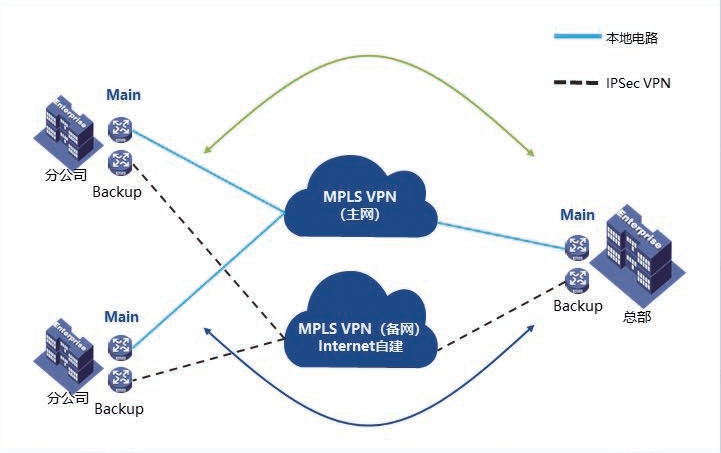 本地电路
IPSec VPN
Enterprise
Main
分公司
Backup
MPLS VPN
（主网）
Main
Enterprise
Backup
总部
MPLS VPN（备网）
Internet自建
Enterprise
Main
分公司
Backup